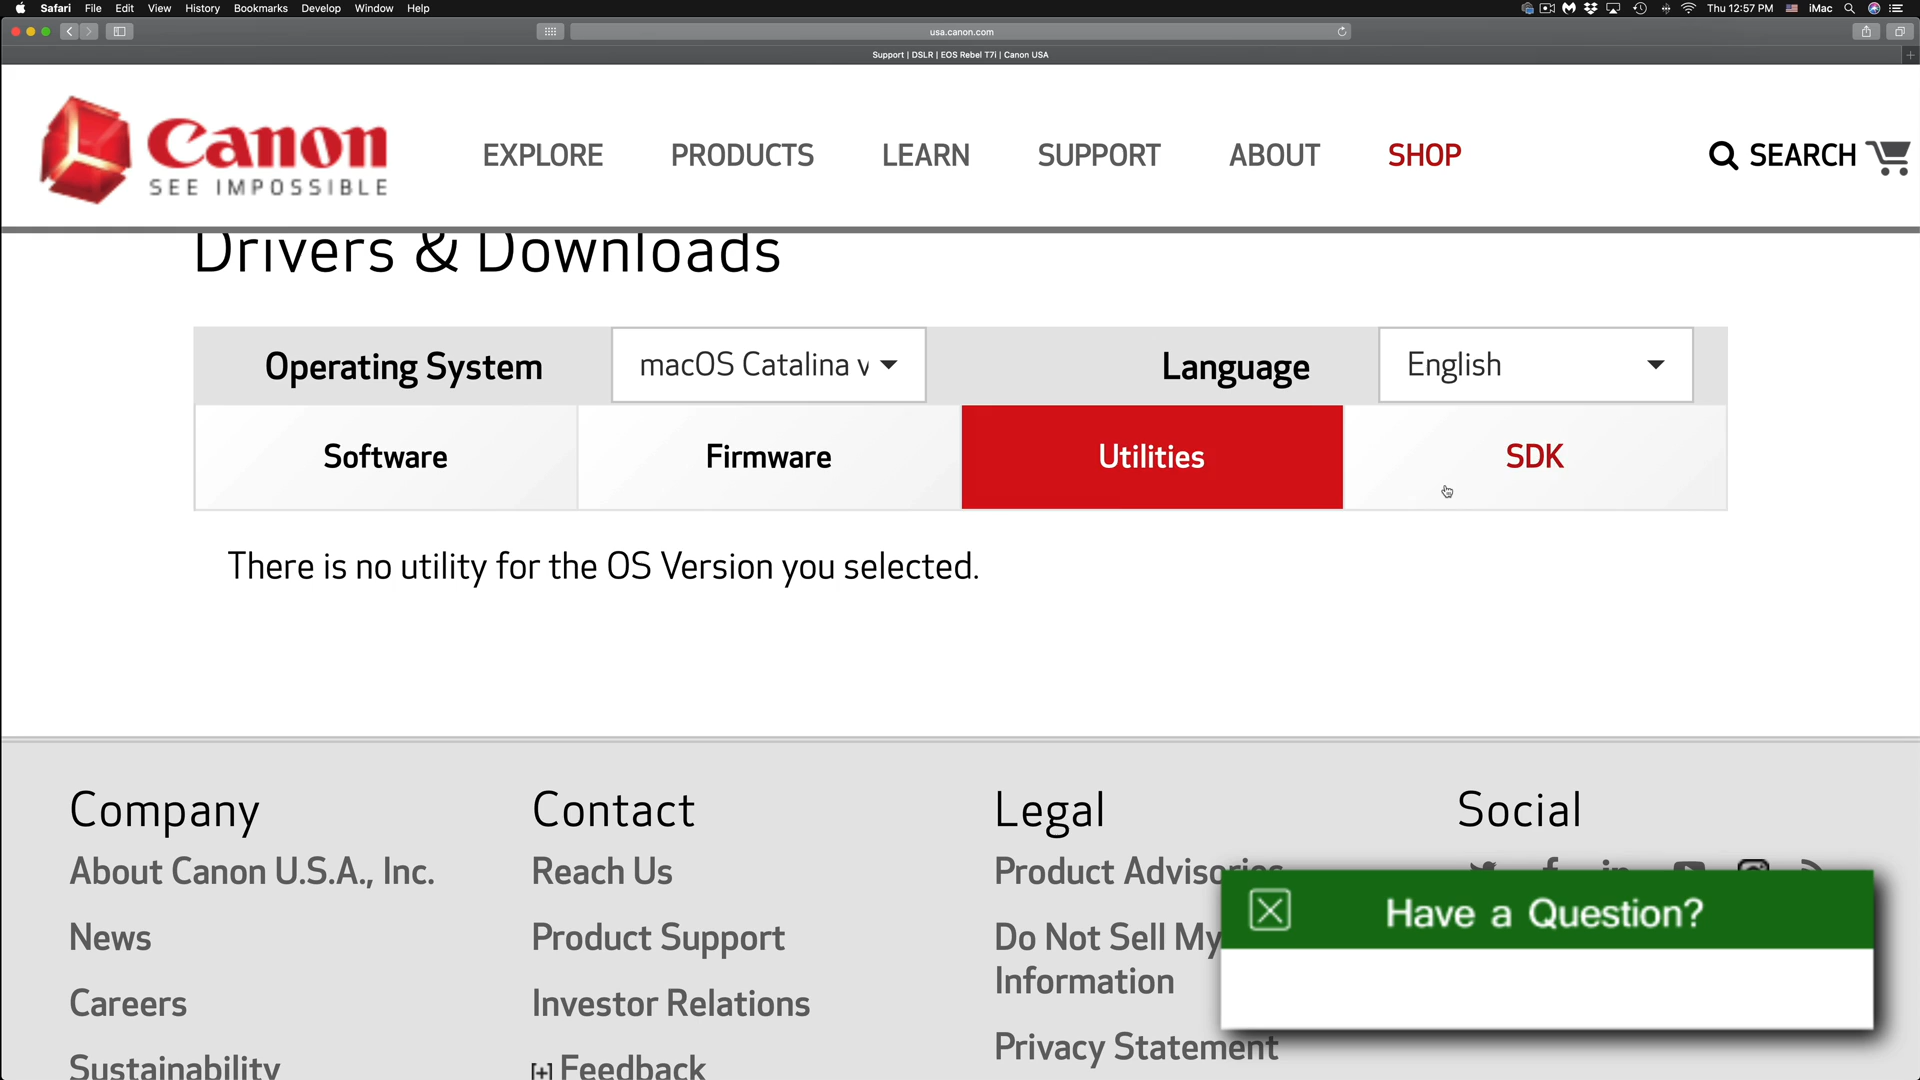 Safari File Edit View History Bookmarks Develop Window Help Thu 12:57 PM iMac
usa.canon.com
Support | DSLR | EOS Rebel T7i | Canon USA
Canon
SEE IMPOSSIBLE
EXPLORE PRODUCTS LEARN SUPPORT ABOUT SHOP SEARCH
Drivers & Downloads
Operating System macOS Catalina v Language English
Software Firmware Utilities SDK
There is no utility for the OS Version you selected.
Company Contact Legal Social
About Canon U.S.A., Inc. Reach Us Product Advisories
Have a Question?
News Product Support Do Not Sell My
Information
Careers Investor Relations
Privacy Statement
Sustainability [+] Feedback